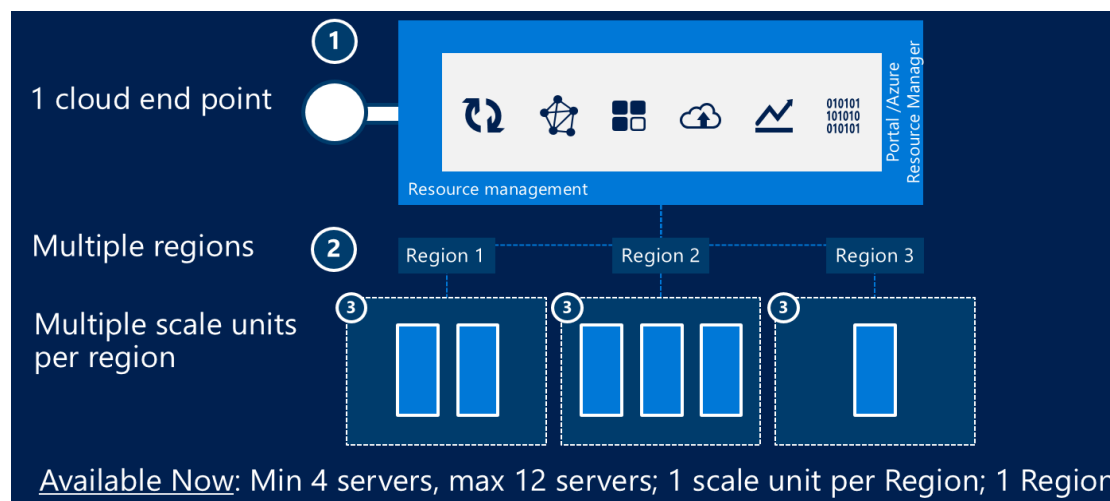 1
1 cloud end point
010101
101010
010101
Portal /Azure
Resource Manager
Resource management
Multiple regions
2
Region 1
Region 2
Region 3
3
3
3
Multiple scale units
per region
Available Now: Min 4 servers, max 12 servers; 1 scale unit per Region; 1 Region